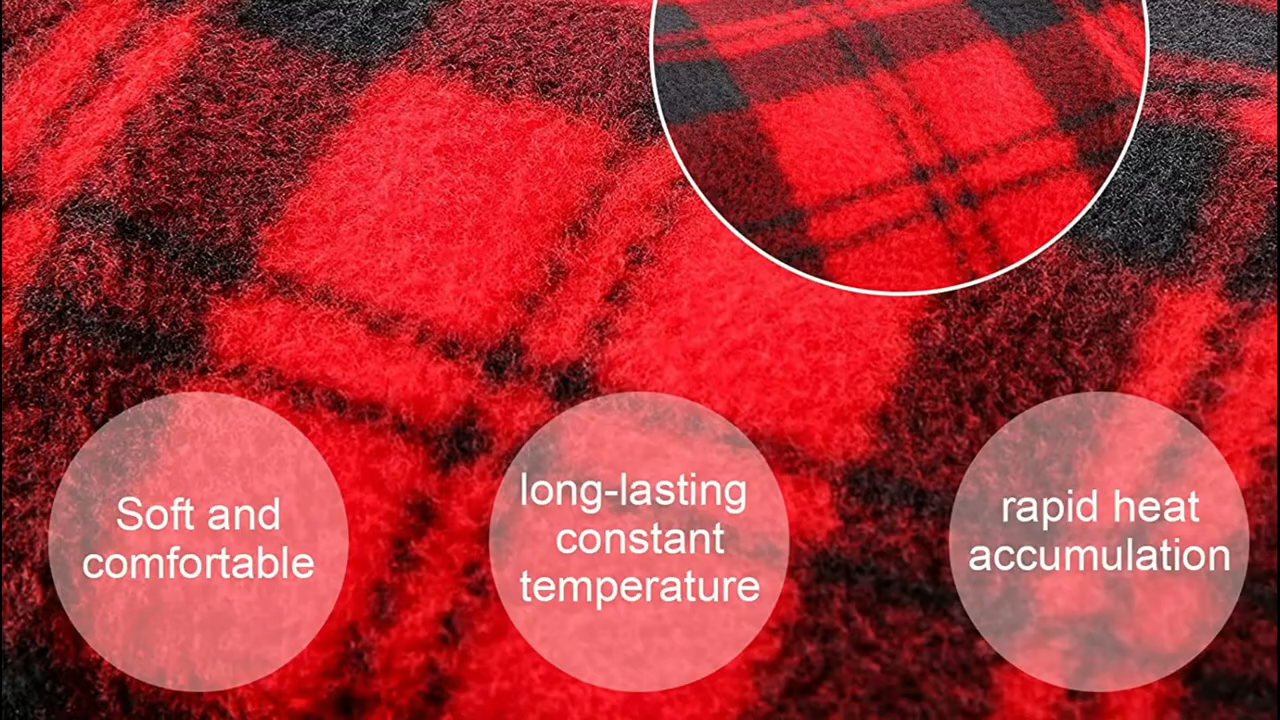 Soft and
comfortable
long-lasting
constant
temperature
rapid heat
accumulation